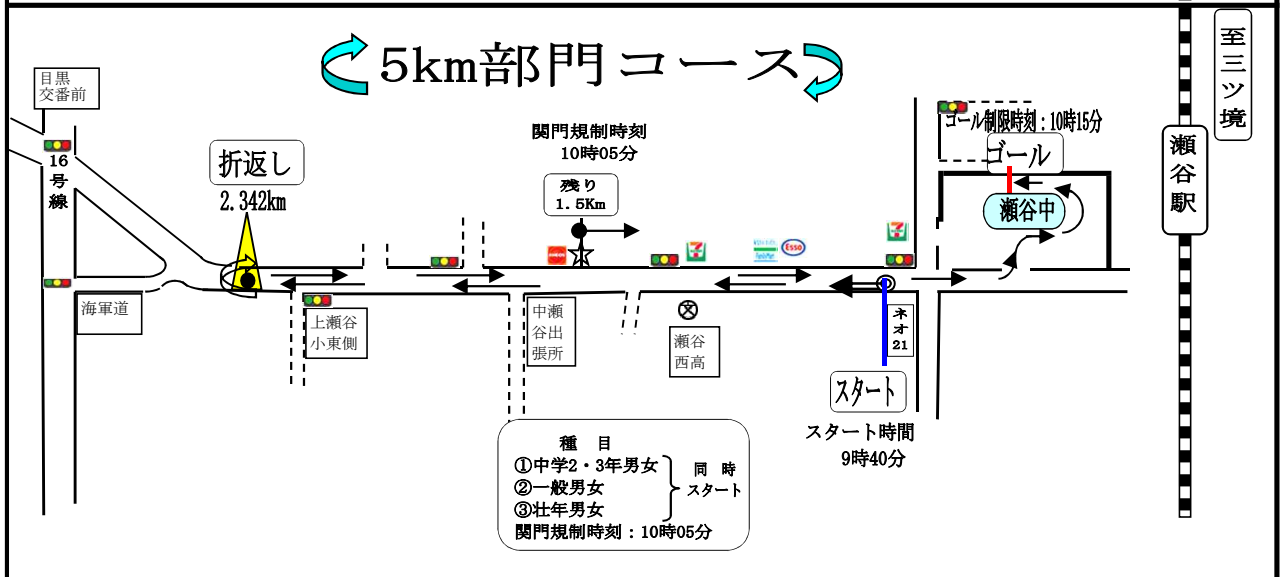 5km部門コース
至三ツ境
瀬谷駅
目黒
交番前
16号線
折返し
2.342km
関門規制時刻
10時05分
残り
1.5Km
ゴール制限時刻：10時15分
ゴール
瀬谷中
Esso
海軍道
上瀬谷
小東側
中瀬
谷出
張所
瀬谷
西高
ネオ21
スタート
スタート時間
9時40分
種　目
①中学2・3年男女
②一般男女
③壮年男女
同　時
スタート
関門規制時刻：10時05分